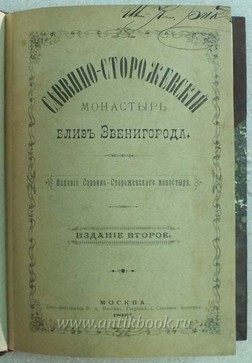 САВВИНО-СТОРОЖЕВСКІЙ
МОНАСТЫРЬ
БЛИЗЪ ЗВЕНИГОРОДА.
Изданіе Саввино-Сторожевскаго монастыря.
ИЗДАНІЕ ВТОРОЕ.
МОСКВА
www.antikbook.ru